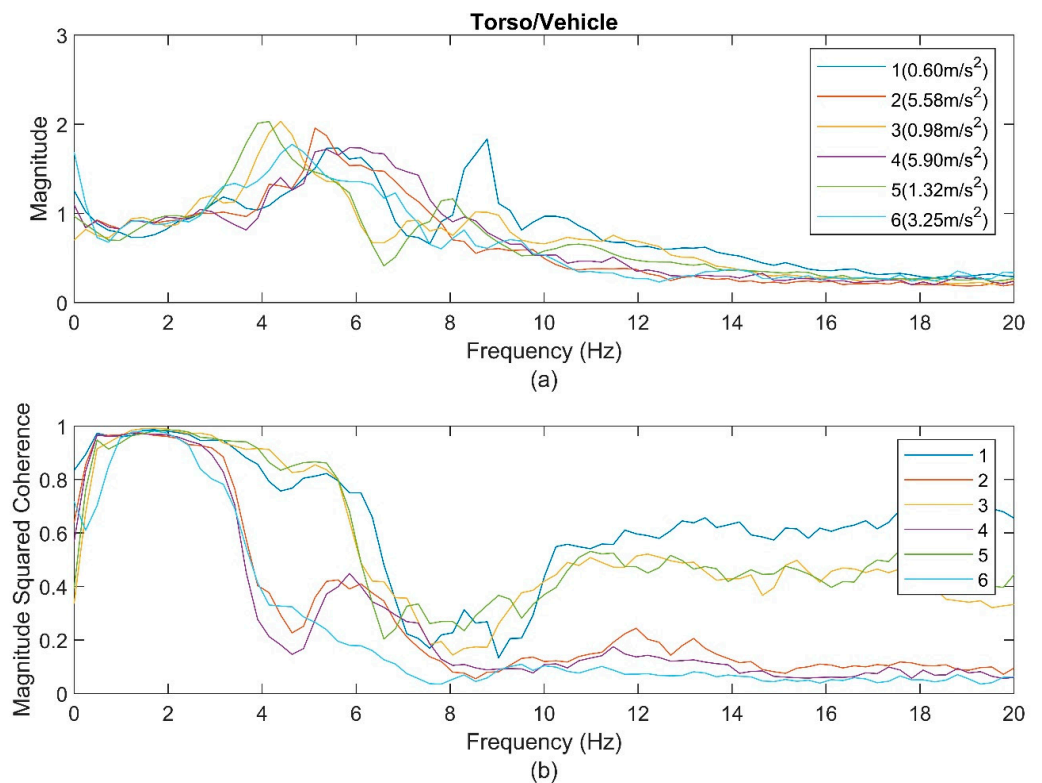 Torso/Vehicle
3
2
1
0
Magnitude
1(0.60m/s²)
2(5.58m/s²)
3(0.98m/s²)
4(5.90m/s²)
5(1.32m/s²)
6(3.25m/s²)
0 2 4 6 8 10 12 14 16 18 20
Frequency (Hz)
(a)
1
0.8
0.6
0.4
0.2
0
Magnitude Squared Coherence
1
2
3
4
5
6
0 2 4 6 8 10 12 14 16 18 20
Frequency (Hz)
(b)